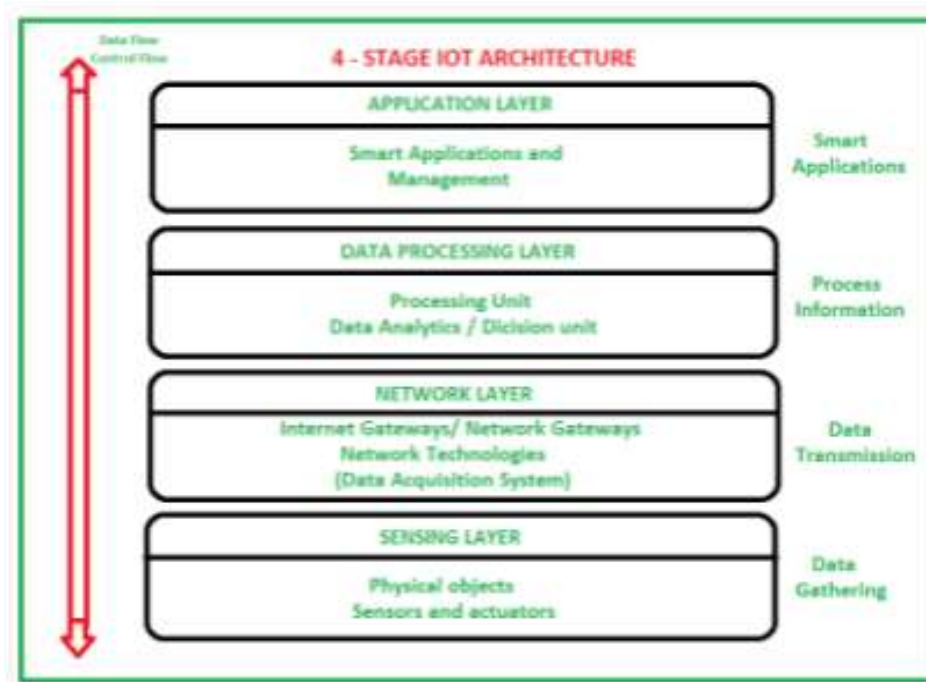 Data Flow
Control Flow
4 - STAGE IOT ARCHITECTURE
APPLICATION LAYER
Smart Applications and
Management
Smart
Applications
DATA PROCESSING LAYER
Processing Unit
Data Analytics / Dicision unit
Process
Information
NETWORK LAYER
Internet Gateways/ Network Gateways
Network Technologies
(Data Acquisition System)
Data
Transmission
SENSING LAYER
Physical objects
Sensors and actuators
Data
Gathering